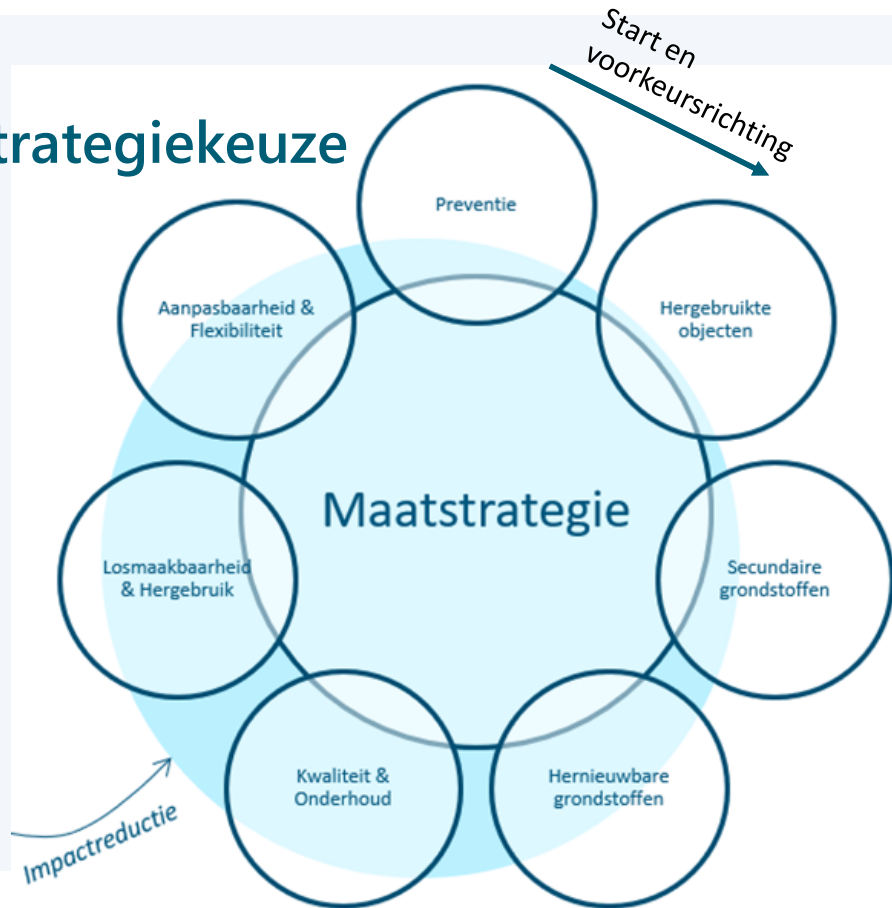 Start en
voorkeursrichting
trategiekeuze
Preventie
Aanpasbaarheid &
Flexibiliteit
Hergebruikte
objecten
Maatstrategie
Losmaakbaarheid
& Hergebruik
Secundaire
grondstoffen
Kwaliteit &
Onderhoud
Hernieuwbare
grondstoffen
Impactreductie